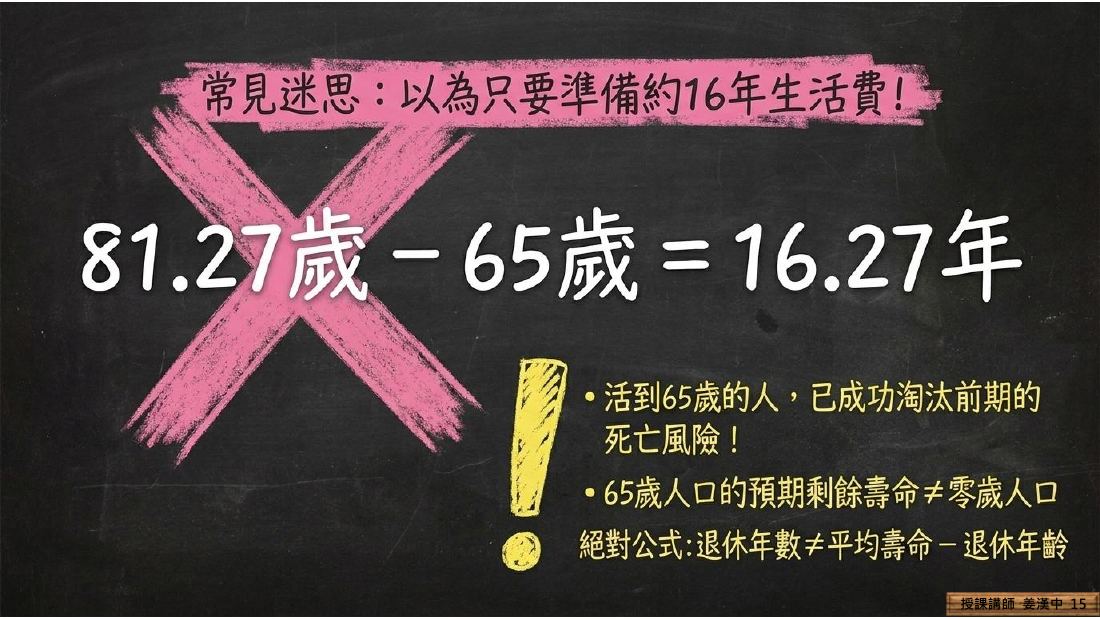 常見迷思：以為只要準備約16年生活費！
81.27歲－65歲＝16.27年
• 活到65歲的人，已成功淘汰前期的
死亡風險！
• 65歲人口的預期剩餘壽命≠零歲人口
絕對公式：退休年數≠平均壽命－退休年齡
授課講師 姜漢中 15